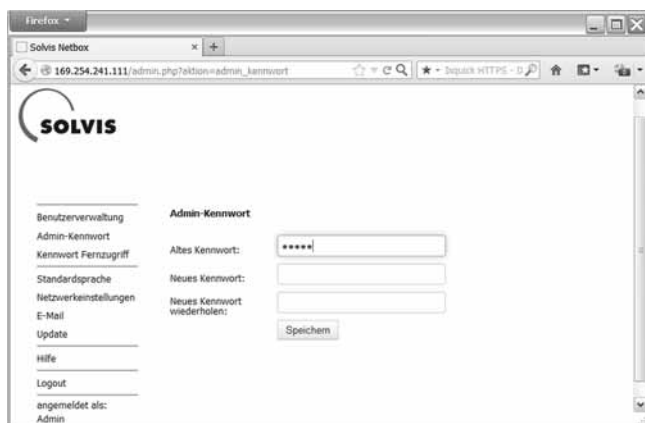 Firefox
Solvis Netbox
169.254.241.111/admin.php?aktion=admin_kennwort
HTTPS - D
SOLVIS
Benutzerverwaltung
Admin-Kennwort
Kennwort Fernzugriff
Standardsprache
Netzwerkeinstellungen
E-Mail
Update
Hilfe
Logout
angemeldet als:
Admin
Admin-Kennwort
Altes Kennwort:
•••••
Neues Kennwort:
Neues Kennwort
wiederholen:
Speichern